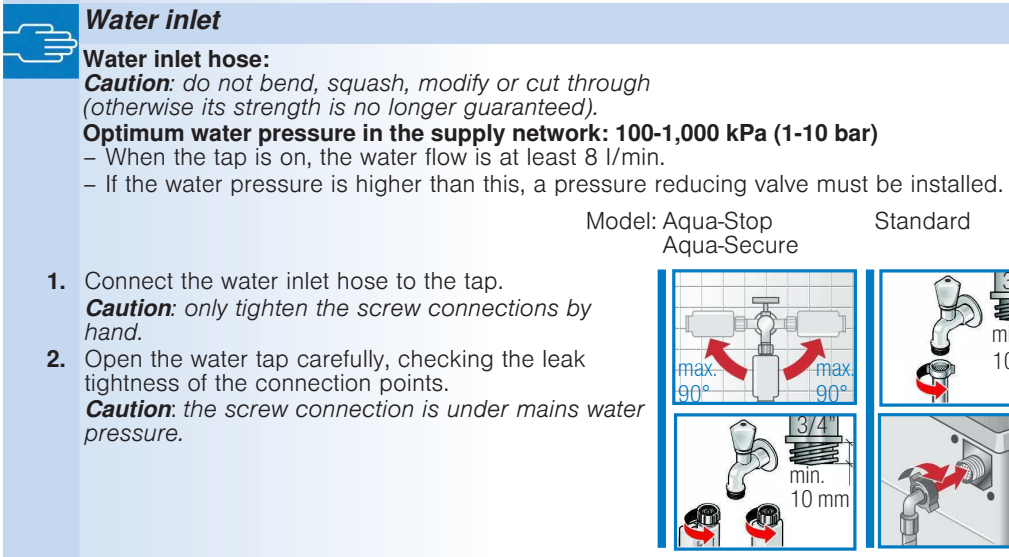 Water inlet
Water inlet hose:
Caution: do not bend, squash, modify or cut through
(otherwise its strength is no longer guaranteed).
Optimum water pressure in the supply network: 100-1,000 kPa (1-10 bar)
– When the tap is on, the water flow is at least 8 l/min.
– If the water pressure is higher than this, a pressure reducing valve must be installed.
Model: Aqua-Stop Standard
Aqua-Secure
1. Connect the water inlet hose to the tap.
Caution: only tighten the screw connections by
hand.
2. Open the water tap carefully, checking the leak
tightness of the connection points.
Caution: the screw connection is under mains water
pressure.
max. max.
90° 90°
3/4"
min.
10 mm